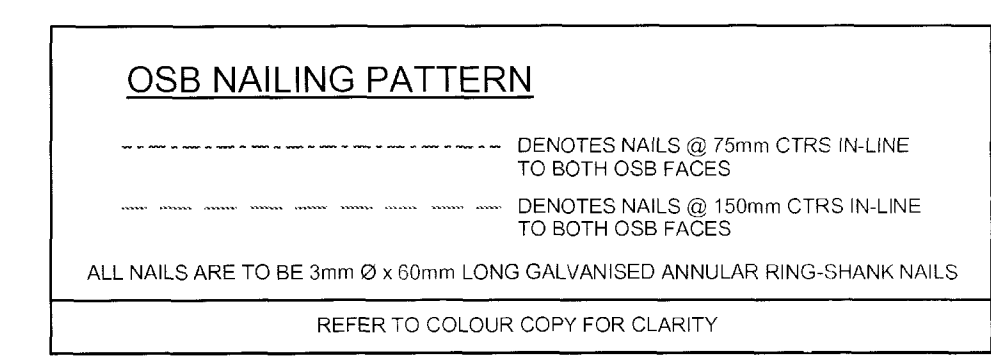 OSB NAILING PATTERN
DENOTES NAILS @ 75mm CTRS IN-LINE
TO BOTH OSB FACES
DENOTES NAILS @ 150mm CTRS IN-LINE
TO BOTH OSB FACES
ALL NAILS ARE TO BE 3mm Ø x 60mm LONG GALVANISED ANNULAR RING-SHANK NAILS
REFER TO COLOUR COPY FOR CLARITY